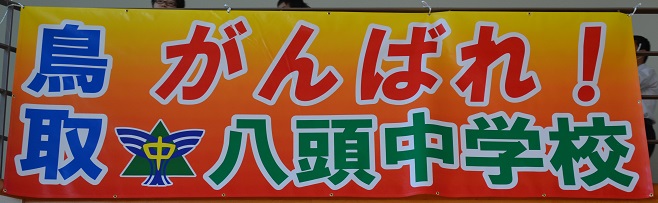 鳥取
がんばれ！
中
八頭中学校